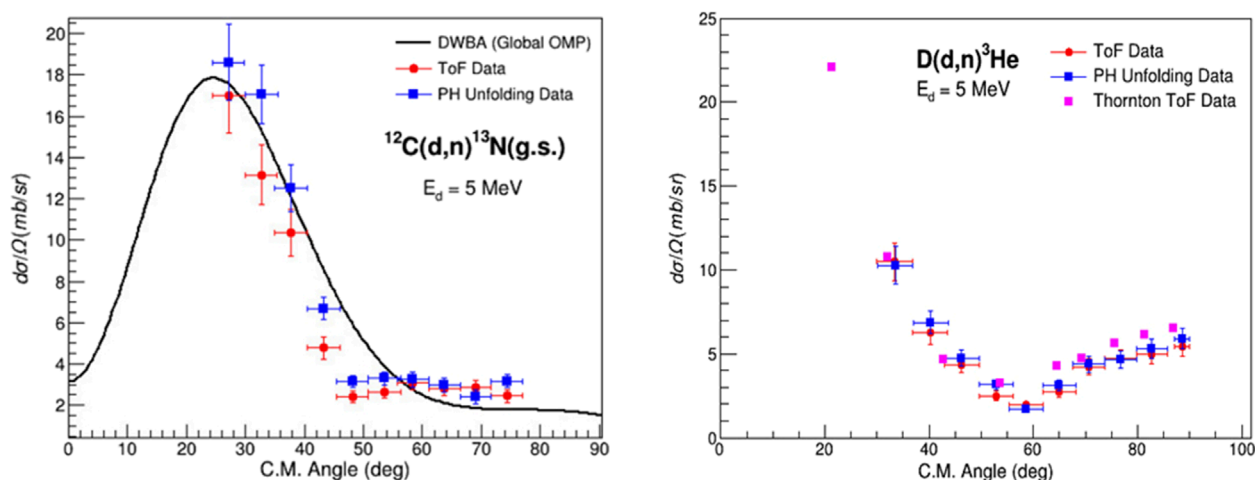 DWBA (Global OMP)
ToF Data
PH Unfolding Data
¹²C(d,n)¹³N(g.s.)
E_d = 5 MeV
dσ/Ω(mb/sr)
20
18
16
14
12
10
8
6
4
2
0 10 20 30 40 50 60 70 80 90
C.M. Angle (deg)
D(d,n)³He
E_d = 5 MeV
ToF Data
PH Unfolding Data
Thornton ToF Data
dσ/Ω(mb/sr)
25
20
15
10
5
0
0 20 40 60 80 100
C.M. Angle (deg)